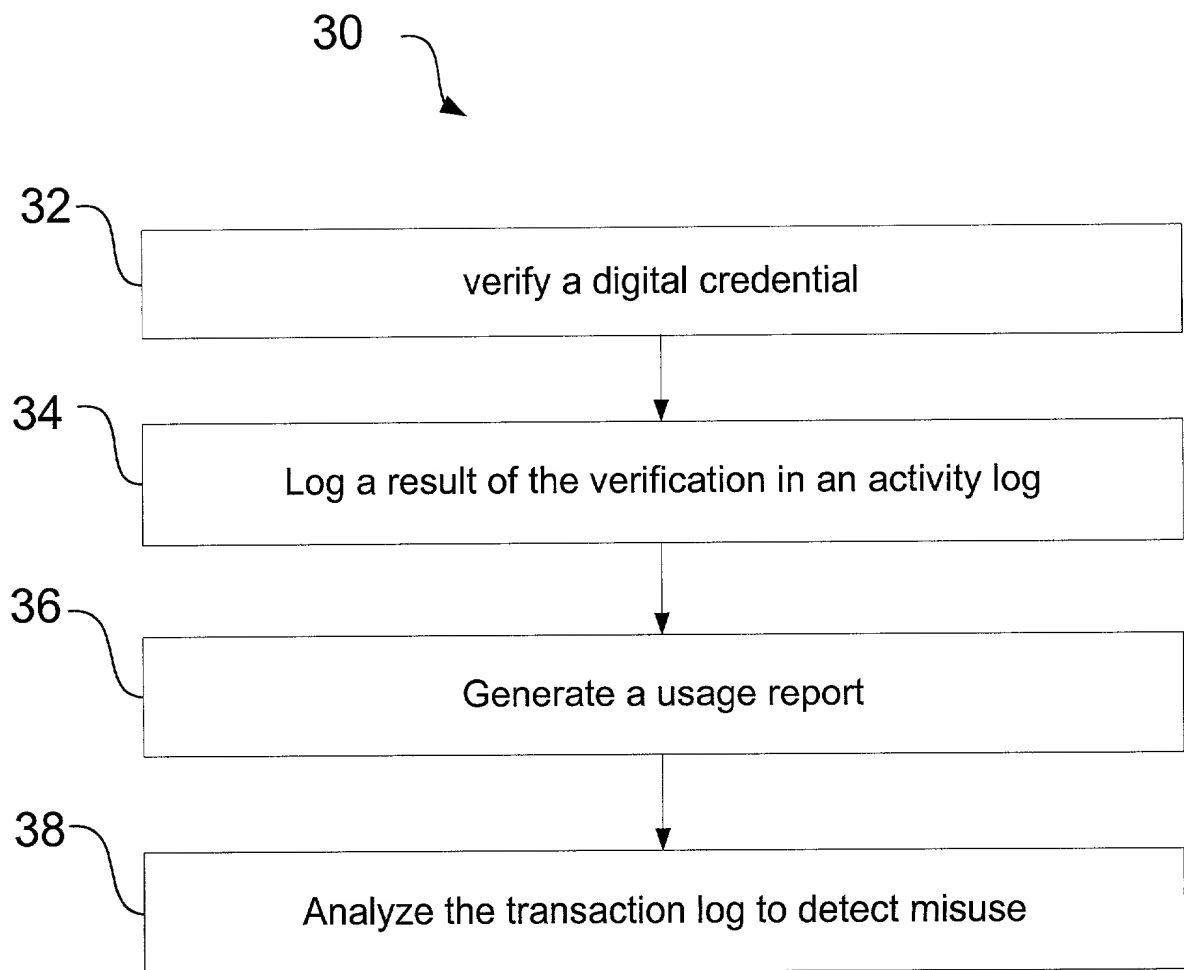 30
32
verify a digital credential
34
Log a result of the verification in an activity log
36
Generate a usage report
38
Analyze the transaction log to detect misuse